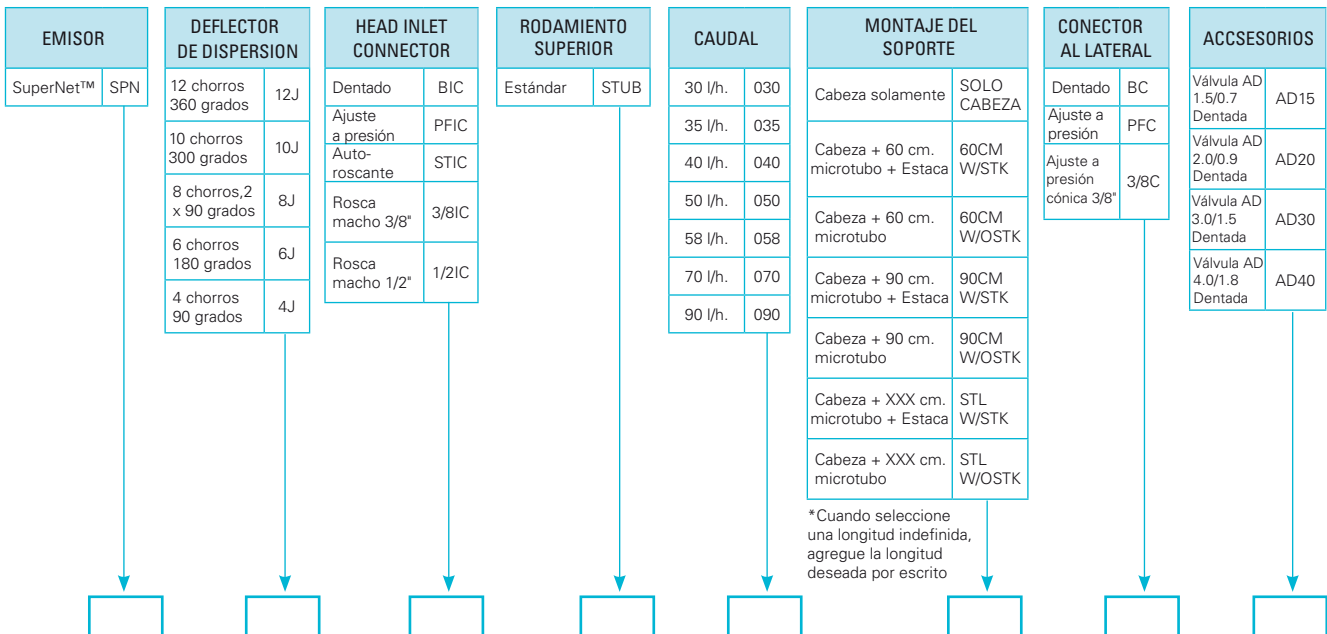 EMISOR
SuperNet™ SPN
DEFLECTOR
DE DISPERSION
12 chorros
360 grados
12J
10 chorros
300 grados
10J
8 chorros,2
x 90 grados
8J
6 chorros
180 grados
6J
4 chorros
90 grados
4J
HEAD INLET
CONNECTOR
Dentado BIC
Ajuste
a presión
PFIC
Auto-
roscante
STIC
Rosca
macho 3/8"
3/8IC
Rosca
macho 1/2"
1/2IC
RODAMIENTO
SUPERIOR
Estándar STUB
CAUDAL
30 l/h. 030
35 l/h. 035
40 l/h. 040
50 l/h. 050
58 l/h. 058
70 l/h. 070
90 l/h. 090
MONTAJE DEL
SOPORTE
Cabeza solamente
SOLO
CABEZA
Cabeza + 60 cm.
microtubo + Estaca
60CM
W/STK
Cabeza + 60 cm.
microtubo
60CM
W/OSTK
Cabeza + 90 cm.
microtubo + Estaca
90CM
W/STK
Cabeza + 90 cm.
microtubo
90CM
W/OSTK
Cabeza + XXX cm.
microtubo + Estaca
STL
W/STK
Cabeza + XXX cm.
microtubo
STL
W/OSTK
*Cuando seleccione
una longitud indefinida,
agregue la longitud
deseada por escrito
CONECTOR
AL LATERAL
Dentado BC
Ajuste a
presión
PFC
Ajuste a
presión
cónica 3/8"
3/8C
ACCSESORIOS
Válvula AD
1.5/0.7
Dentada
AD15
Válvula AD
2.0/0.9
Dentada
AD20
Válvula AD
3.0/1.5
Dentada
AD30
Válvula AD
4.0/1.8
Dentada
AD40